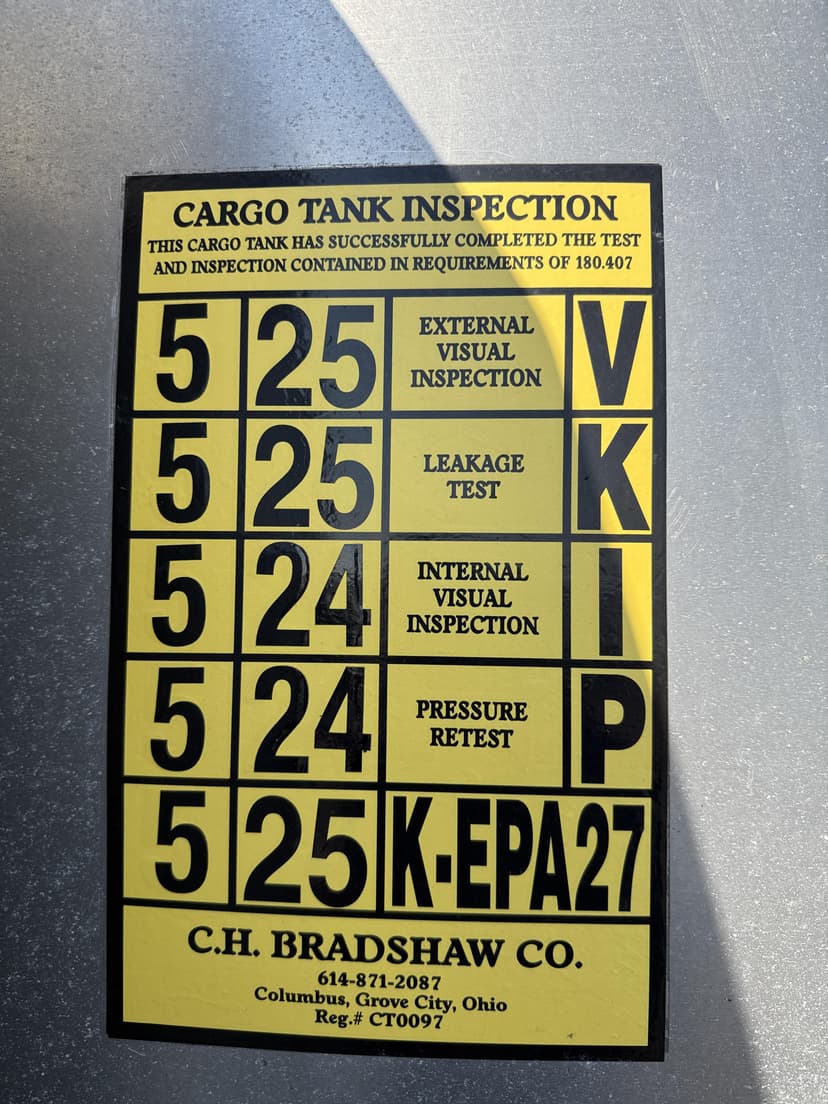 CARGO TANK INSPECTION
THIS CARGO TANK HAS SUCCESSFULLY COMPLETED THE TEST
AND INSPECTION CONTAINED IN REQUIREMENTS OF 180.407
5 25 EXTERNAL VISUAL INSPECTION V
5 25 LEAKAGE TEST K
5 24 INTERNAL VISUAL INSPECTION I
5 24 PRESSURE RETEST P
5 25 K-EPA27
C.H. BRADSHAW CO.
614-871-2087
Columbus, Grove City, Ohio
Reg.# CT0097